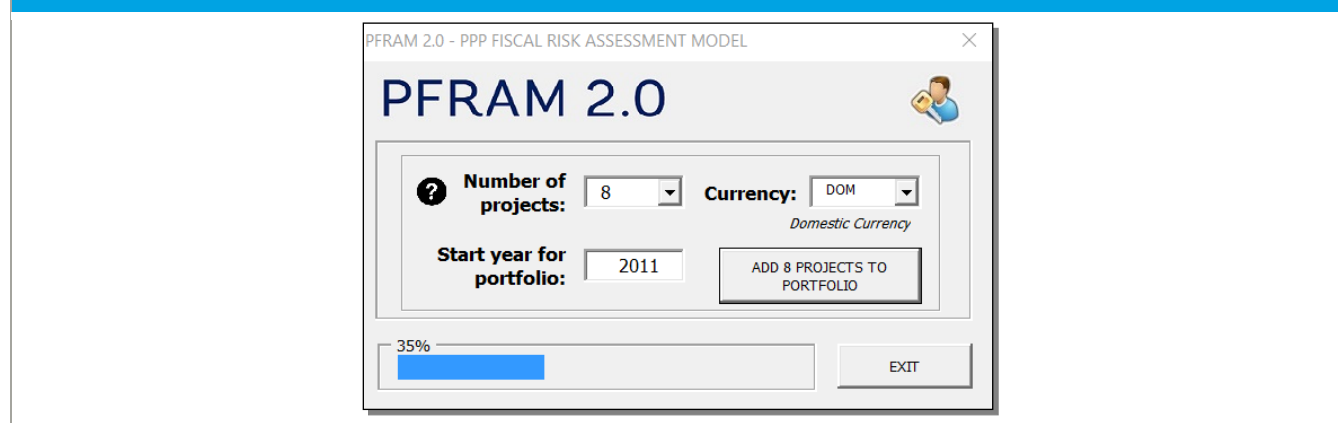 PFRAM 2.0 - PPP FISCAL RISK ASSESSMENT MODEL
PFRAM 2.0
?
Number of
projects:
8
Currency:
DOM
Domestic Currency
Start year for
portfolio:
2011
ADD 8 PROJECTS TO
PORTFOLIO
35%
EXIT